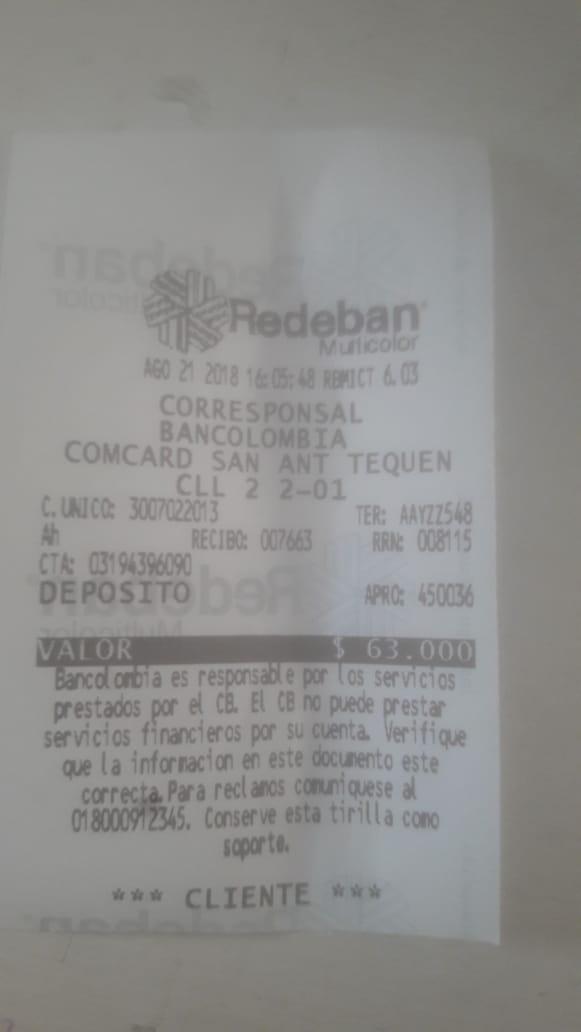 Redeban
Multicolor
AGO 21 2018 16:05:48 RBMICT 6.03
CORRESPONSAL
BANCOLOMBIA
COMCARD SAN ANT TEQUEN
CLL 2 2-01
C. UNICO: 3007022013 TER: AAYZZ548
Ah RECIBO: 007663 RRN: 008115
CTA: 03194396090
DEPOSITO APRO: 450036
VALOR $ 63.000
Bancolombia es responsable por los servicios
prestados por el CB. El CB no puede prestar
servicios financieros por su cuenta. Verifique
que la informacion en este documento este
correcta. Para reclamos comuniquese al
018000912345. Conserve esta tirilla como
soporte.
*** CLIENTE ***